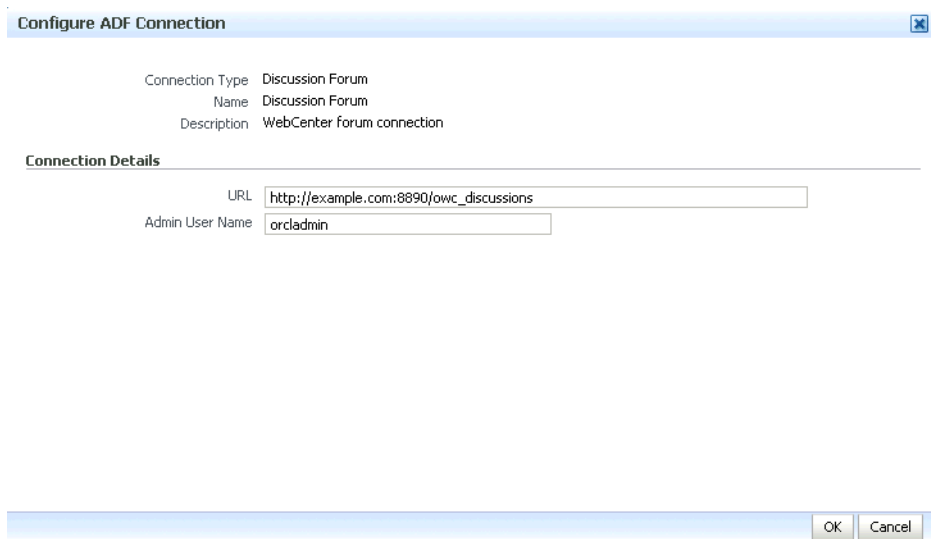 Configure ADF Connection
Connection Type Discussion Forum
Name Discussion Forum
Description WebCenter forum connection
Connection Details
URL http://example.com:8890/owc_discussions
Admin User Name orcladmin
OK Cancel